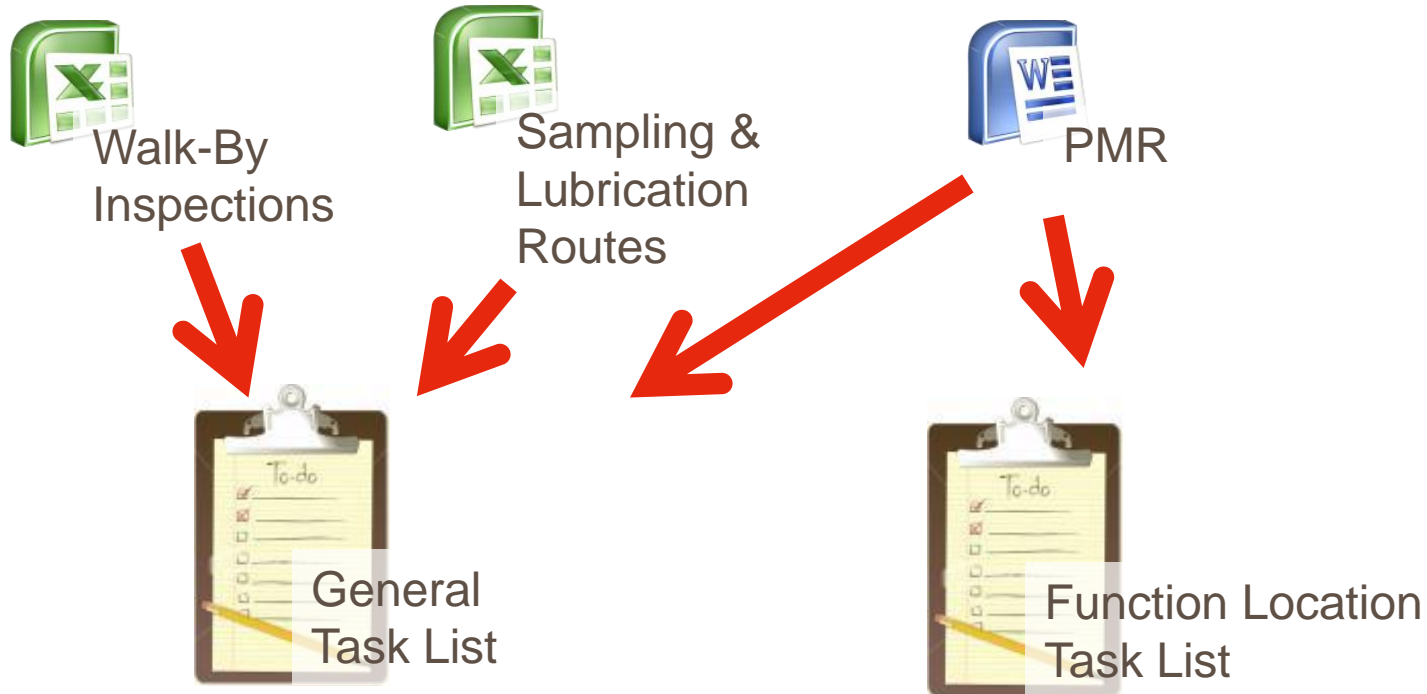 Walk-By
Inspections
Sampling &
Lubrication
Routes
W
PMR
To-do
General
Task List
To-do
Function Location
Task List